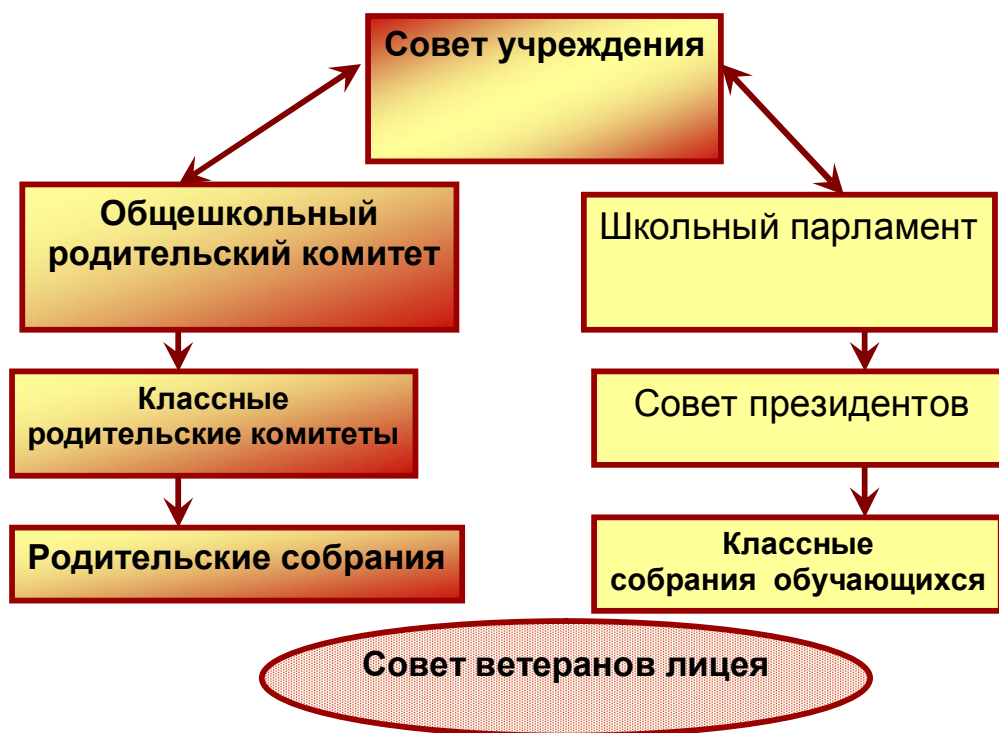 Совет учреждения
Общешкольный
родительский комитет
Школьный парламент
Классные
родительские комитеты
Совет президентов
Родительские собрания
Классные
собрания обучающихся
Совет ветеранов лицея